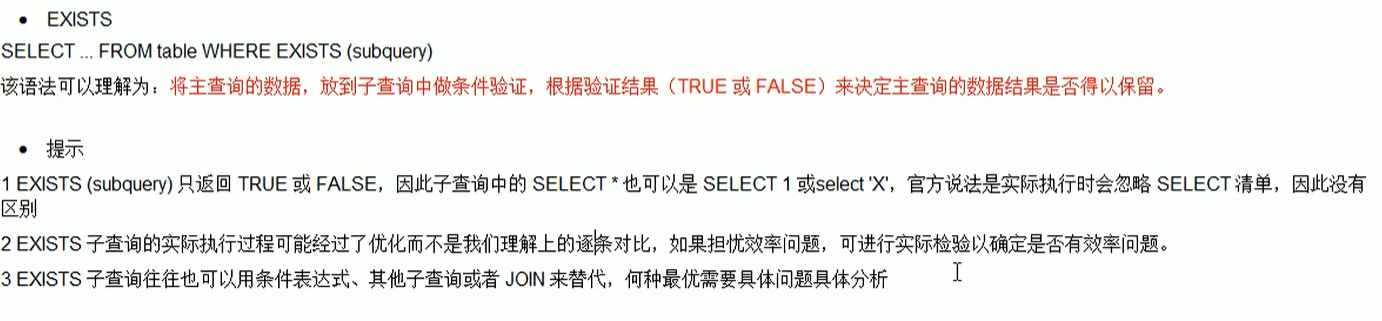 • EXISTS
SELECT ... FROM table WHERE EXISTS (subquery)
该语法可以理解为：将主查询的数据，放到子查询中做条件验证，根据验证结果（TRUE 或 FALSE）来决定主查询的数据结果是否得以保留。
• 提示
1 EXISTS (subquery) 只返回 TRUE 或 FALSE，因此子查询中的 SELECT * 也可以是 SELECT 1 或select 'X'，官方说法是实际执行时会忽略 SELECT 清单，因此没有
区别
2 EXISTS 子查询的实际执行过程可能经过了优化而不是我们理解上的逐条对比，如果担忧效率问题，可进行实际检验以确定是否有效率问题。
3 EXISTS 子查询往往也可以用条件表达式、其他子查询或者 JOIN 来替代，何种最优需要具体问题具体分析